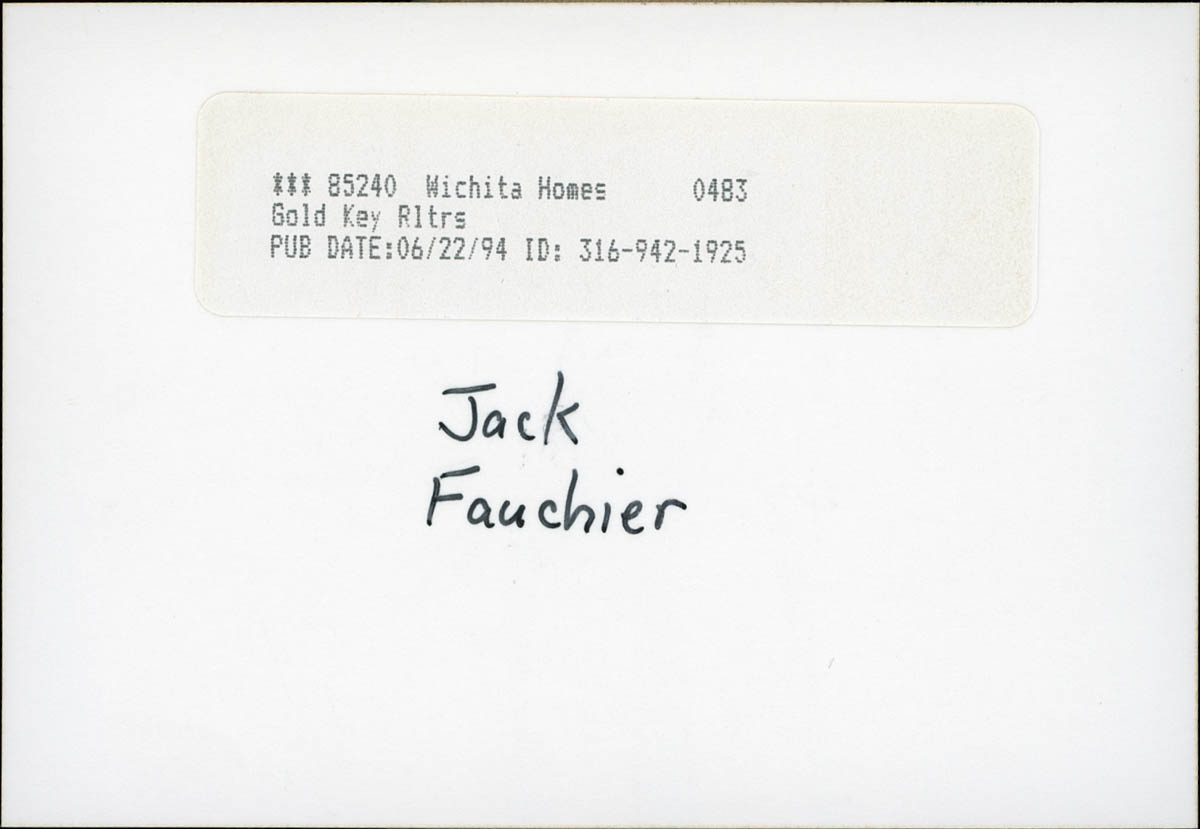 *** 85240 Wichita Homes 0483
Gold Key Rltrs
PUB DATE:06/22/94 ID: 316-942-1925
Jack
Fauchier